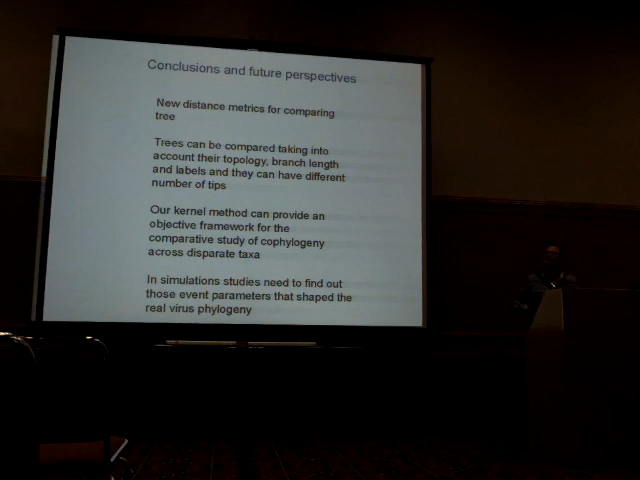 Conclusions and future perspectives
New distance metrics for comparing
tree
Trees can be compared taking into
account their topology, branch length
and labels and they can have different
number of tips
Our kernel method can provide an
objective framework for the
comparative study of cophylogeny
across disparate taxa
In simulations studies need to find out
those event parameters that shaped the
real virus phylogeny